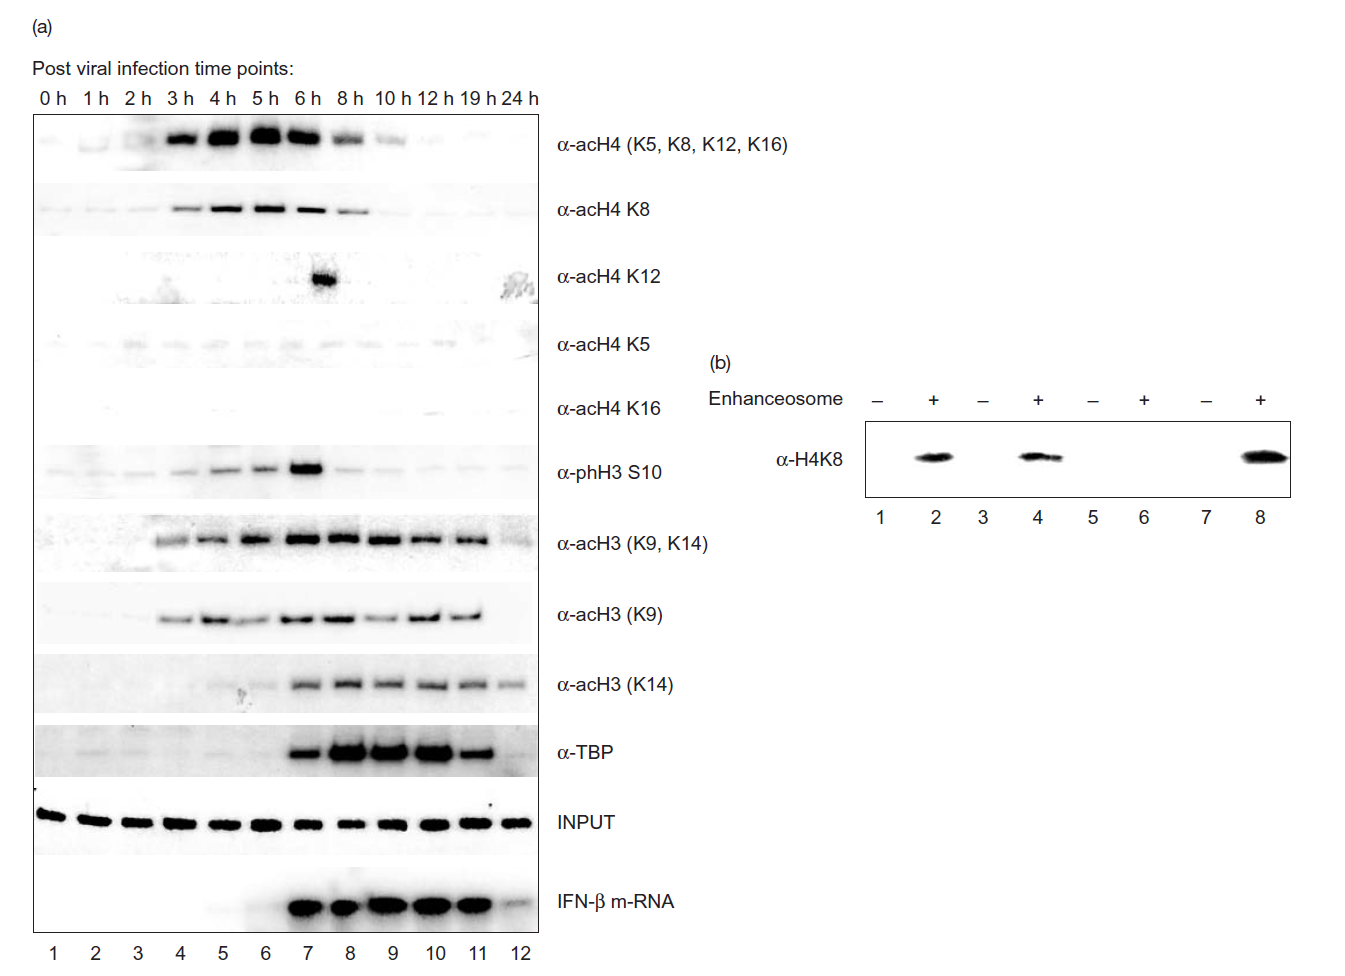 (a)
Post viral infection time points:
0 h 1 h 2 h 3 h 4 h 5 h 6 h 8 h 10 h 12 h 19 h 24 h
α-acH4 (K5, K8, K12, K16)
α-acH4 K8
α-acH4 K12
α-acH4 K5
α-acH4 K16
α-phH3 S10
α-acH3 (K9, K14)
α-acH3 (K9)
α-acH3 (K14)
α-TBP
INPUT
IFN-β m-RNA
1 2 3 4 5 6 7 8 9 10 11 12
(b)
Enhanceosome – + – + – + – +
α-H4K8
1 2 3 4 5 6 7 8